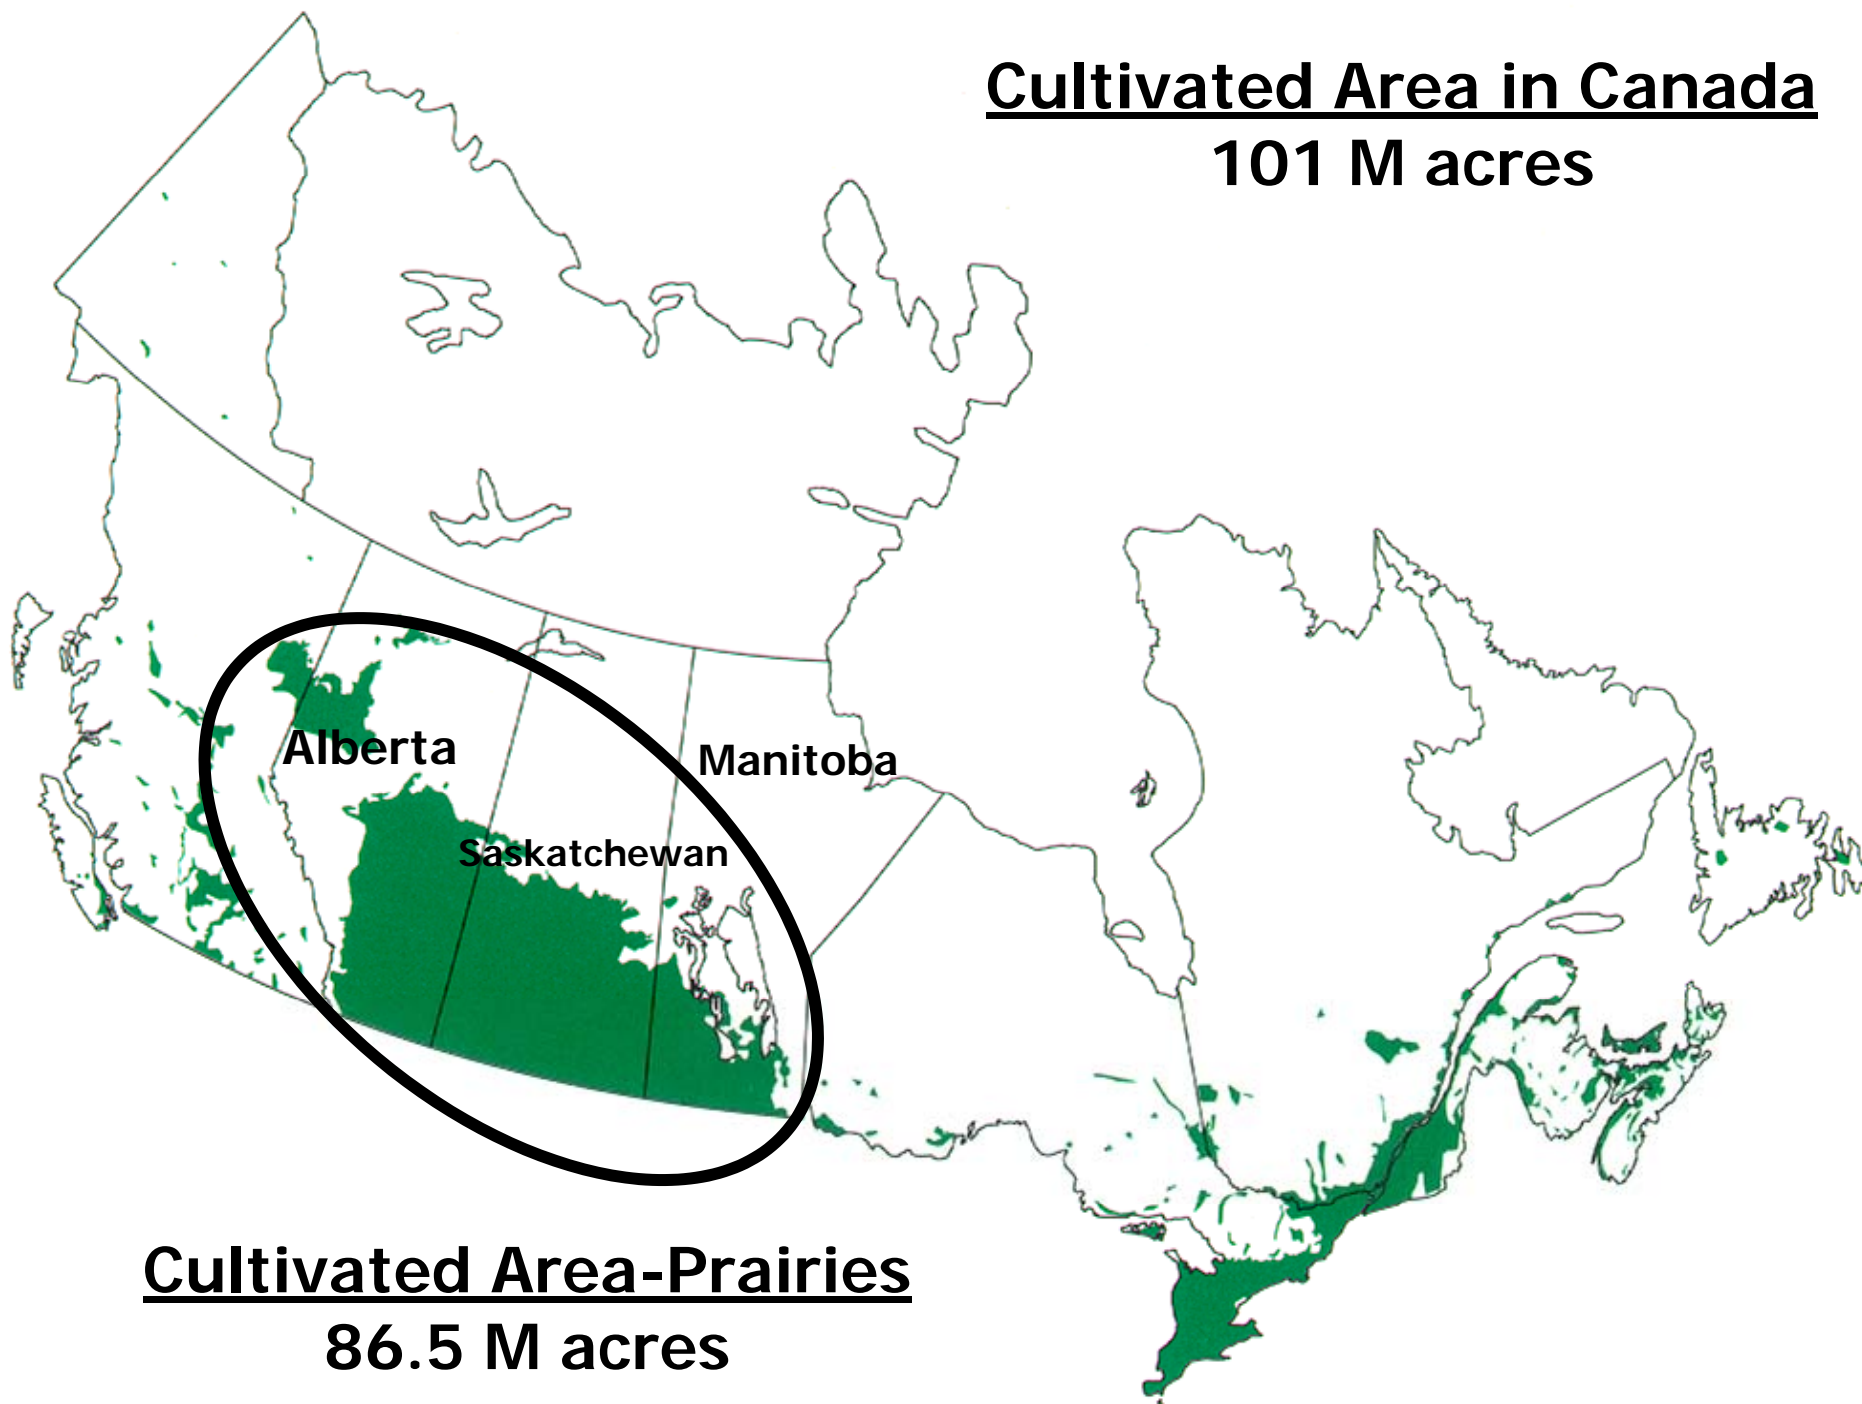 Cultivated Area in Canada
101 M acres
Alberta
Manitoba
Saskatchewan
Cultivated Area-Prairies
86.5 M acres